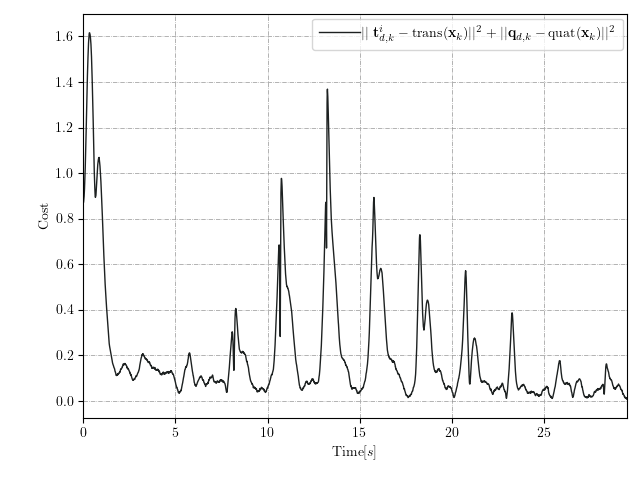 || t^i_{d,k} − trans(x_k)||² + ||q_{d,k} − quat(x_k)||²
1.6
1.4
1.2
1.0
0.8
0.6
0.4
0.2
0.0
Cost
0 5 10 15 20 25
Time[s]